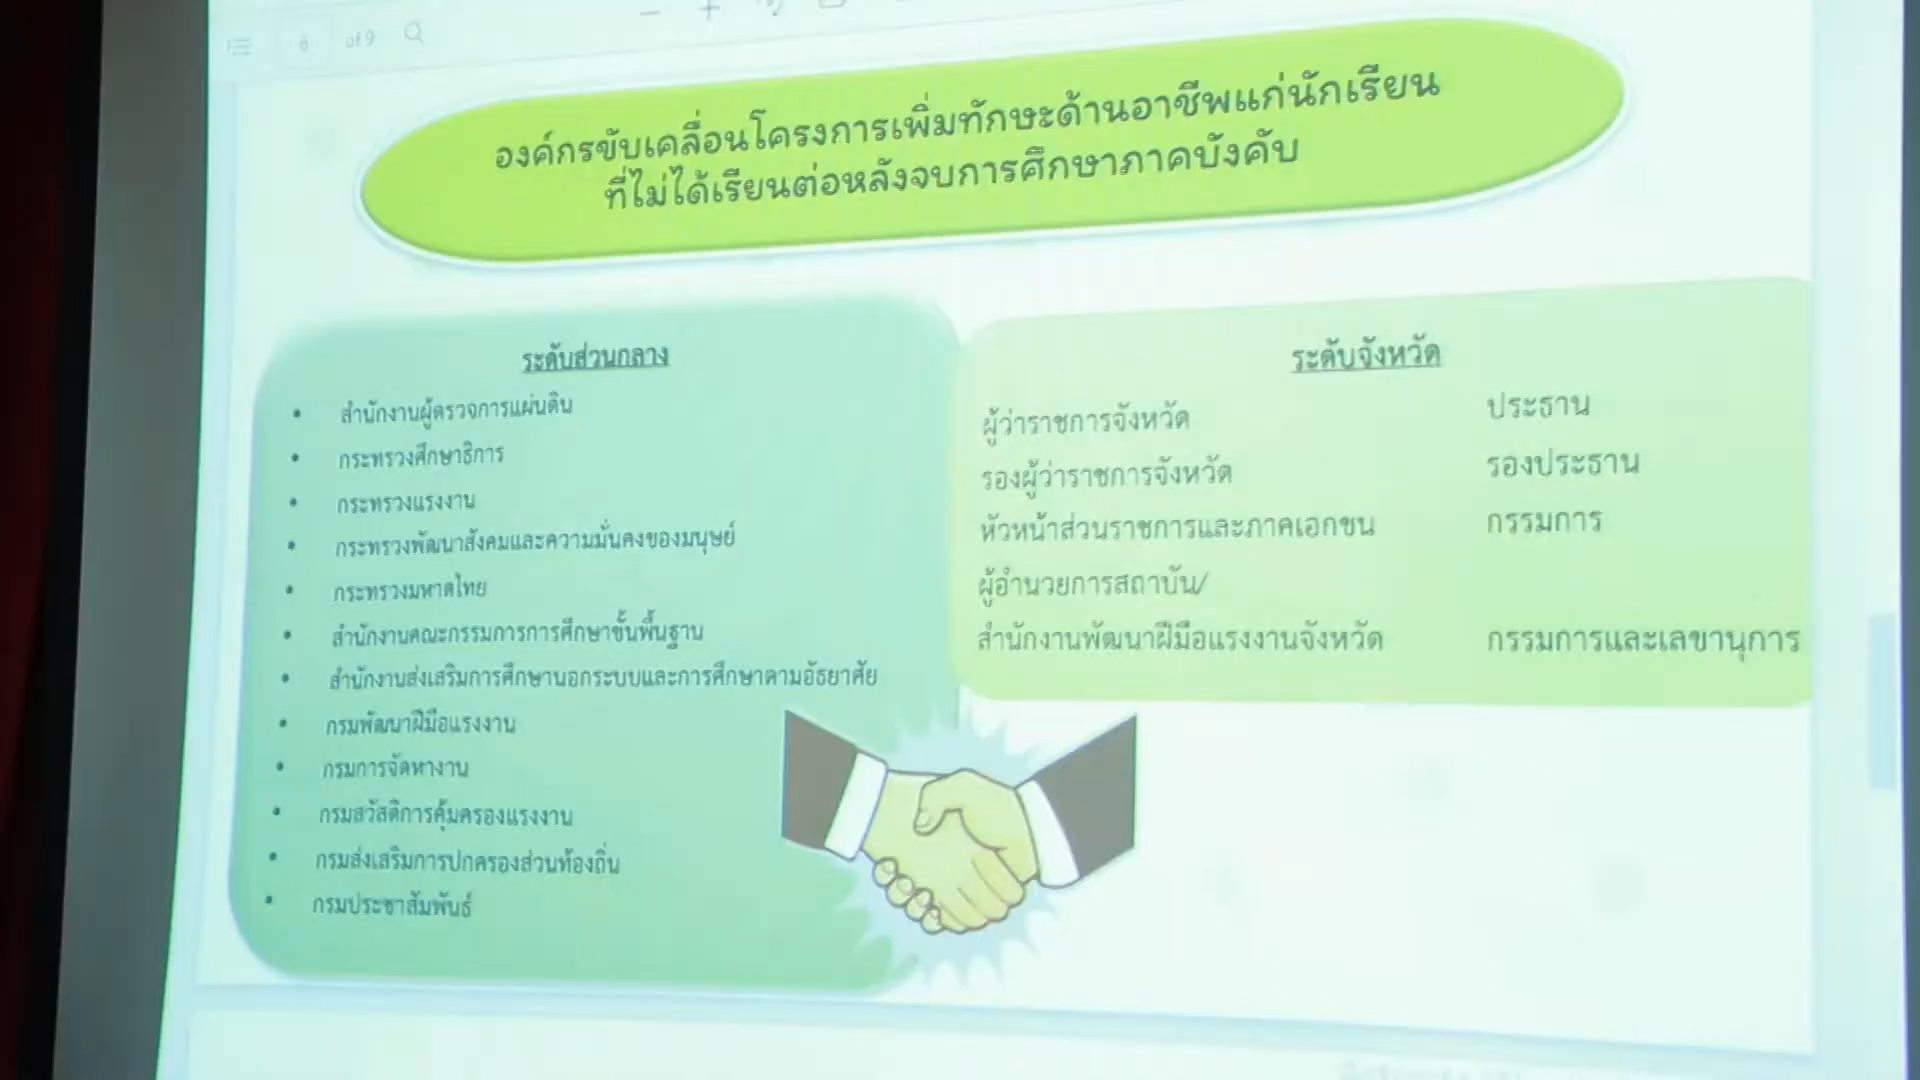 6 of 9
องค์กรขับเคลื่อนโครงการเพิ่มทักษะด้านอาชีพแก่นักเรียน
ที่ไม่ได้เรียนต่อหลังจบการศึกษาภาคบังคับ
ระดับส่วนกลาง
• สำนักงานผู้ตรวจการแผ่นดิน
• กระทรวงศึกษาธิการ
• กระทรวงแรงงาน
• กระทรวงพัฒนาสังคมและความมั่นคงของมนุษย์
• กระทรวงมหาดไทย
• สำนักงานคณะกรรมการการศึกษาขั้นพื้นฐาน
• สำนักงานส่งเสริมการศึกษานอกระบบและการศึกษาตามอัธยาศัย
• กรมพัฒนาฝีมือแรงงาน
• กรมการจัดหางาน
• กรมสวัสดิการคุ้มครองแรงงาน
• กรมส่งเสริมการปกครองส่วนท้องถิ่น
• กรมประชาสัมพันธ์
ระดับจังหวัด
ผู้ว่าราชการจังหวัด ประธาน
รองผู้ว่าราชการจังหวัด รองประธาน
หัวหน้าส่วนราชการและภาคเอกชน กรรมการ
ผู้อำนวยการสถาบัน/
สำนักงานพัฒนาฝีมือแรงงานจังหวัด กรรมการและเลขานุการ